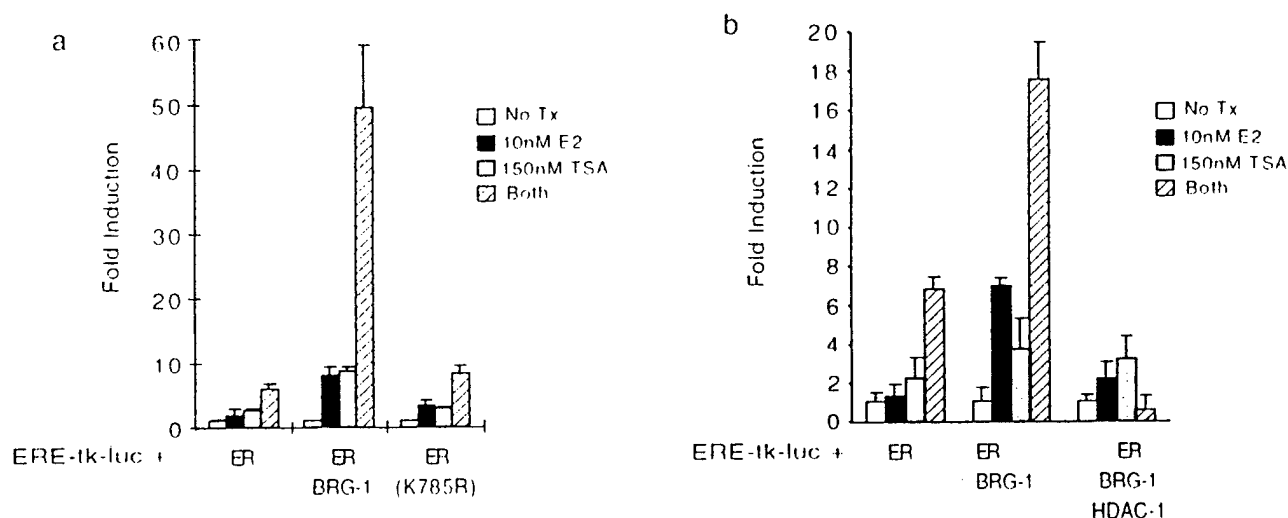 a
60
50
40
30
20
10
0
Fold Induction
No Tx
10nM E2
150nM TSA
Both
ERE-tk-luc +
ER
ER
ER
BRG-1
(K785R)
b
20
18
16
14
12
10
8
6
4
2
0
Fold Induction
No Tx
10nM E2
150nM TSA
Both
ERE-tk-luc +
ER
ER
ER
BRG-1
BRG-1
HDAC-1